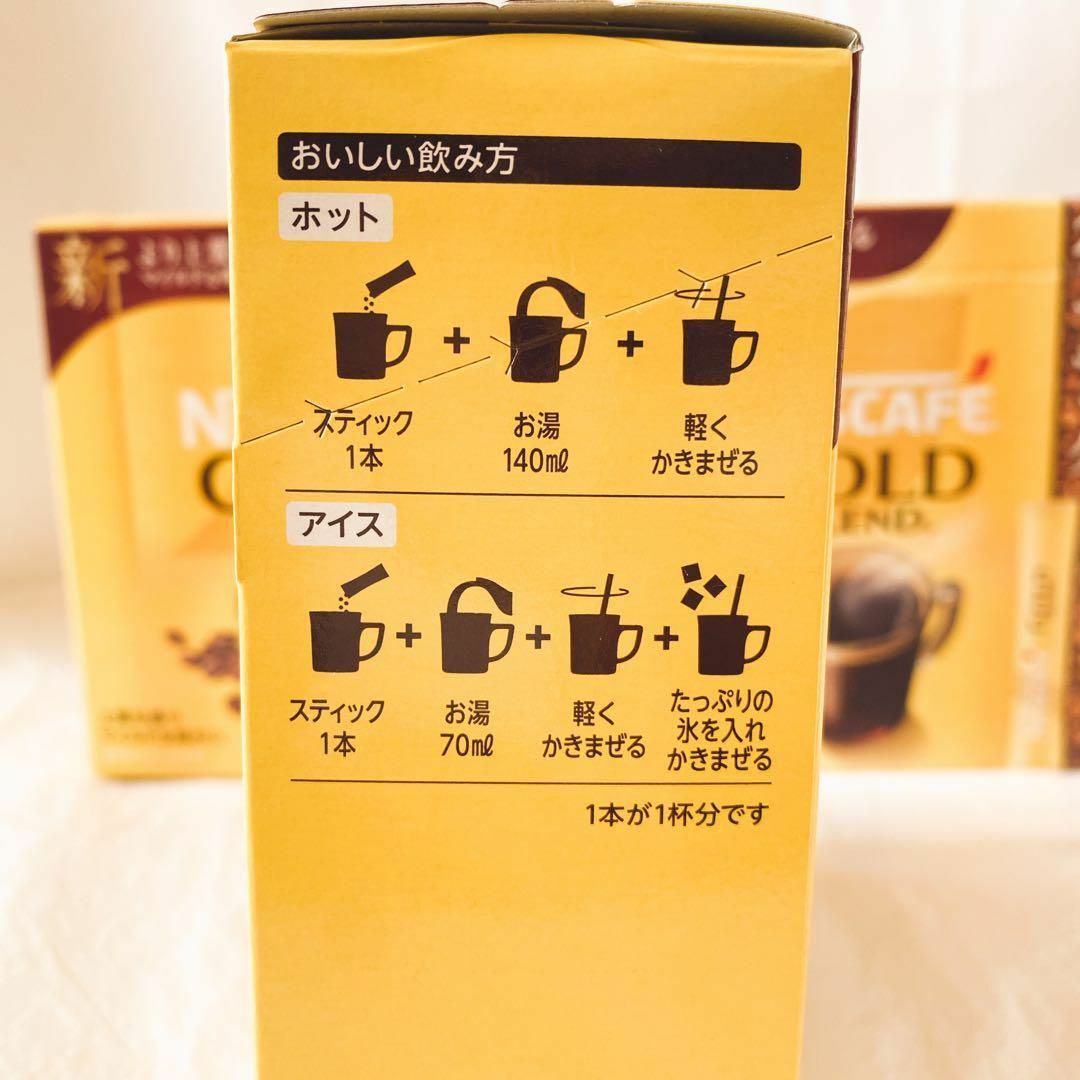 おいしい飲み方
ホット
+ +
スティック
1本
お湯
140ml
軽く
かきまぜる
アイス
+ + +
スティック
1本
お湯
70ml
軽く
かきまぜる
たっぷりの
氷を入れ
かきまぜる
1本が1杯分です
新
N
SCAFÉ
OLD
END.